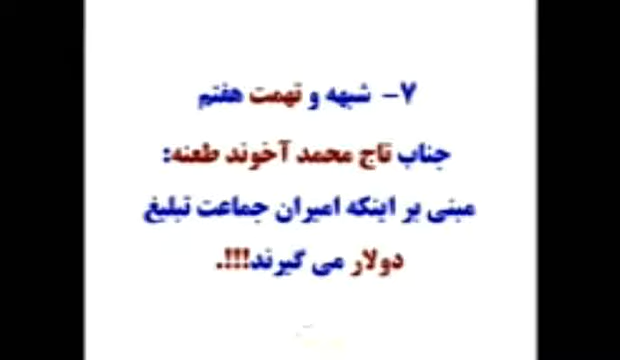 ۷- شبهه و تهمت هفتم
جناب تاج محمد آخوند طعنه:
مبنی بر اینکه امیران جماعت تبلیغ
دولار می گیرند!!!.